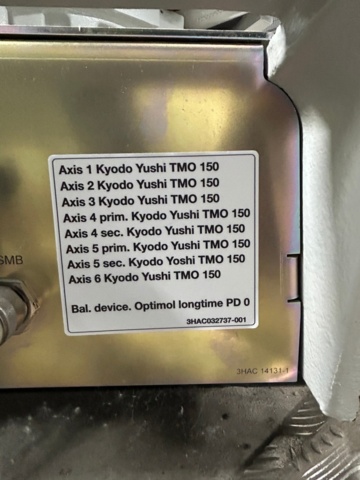 Axis 1 Kyodo Yushi TMO 150
Axis 2 Kyodo Yushi TMO 150
Axis 3 Kyodo Yushi TMO 150
Axis 4 prim. Kyodo Yushi TMO 150
Axis 4 sec. Kyodo Yushi TMO 150
Axis 5 prim. Kyodo Yushi TMO 150
Axis 5 sec. Kyodo Yushi TMO 150
Axis 6 Kyodo Yushi TMO 150
SMB
Bal. device. Optimol longtime PD 0
3HAC032737-001
3HAC 14131-1